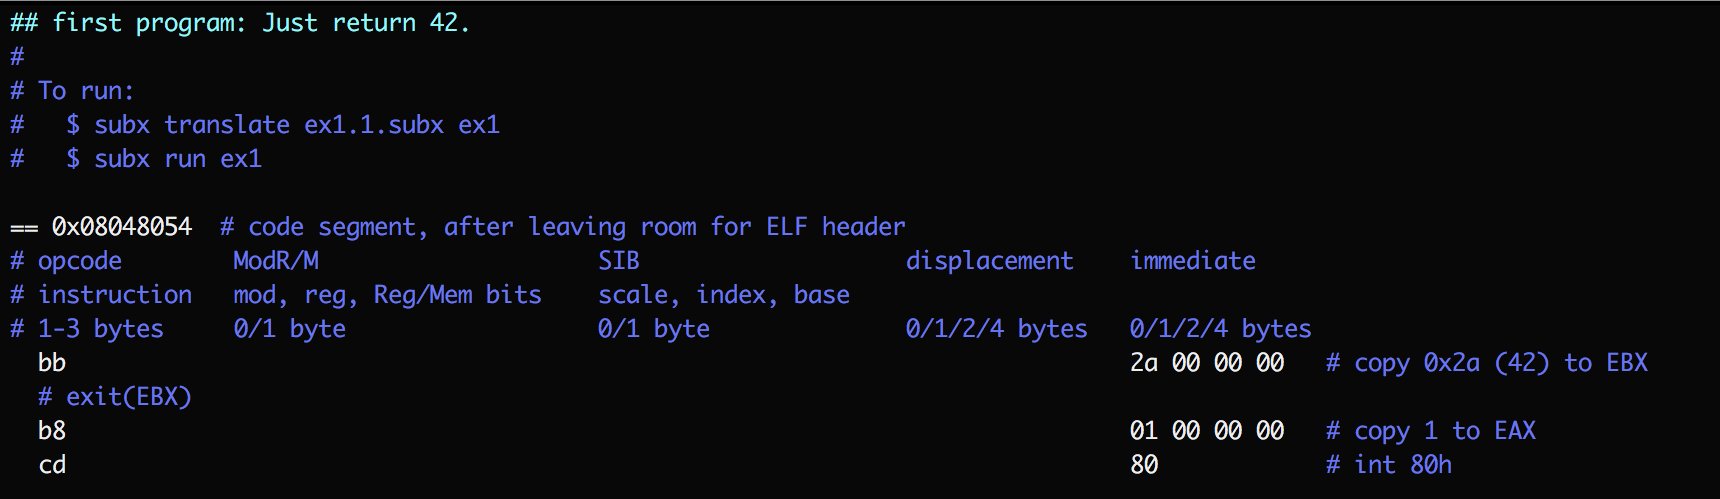 ## first program: Just return 42.
#
# To run:
#   $ subx translate ex1.1.subx ex1
#   $ subx run ex1

== 0x08048054  # code segment, after leaving room for ELF header
# opcode        ModR/M                    SIB                   displacement    immediate
# instruction   mod, reg, Reg/Mem bits    scale, index, base
# 1-3 bytes     0/1 byte                  0/1 byte              0/1/2/4 bytes   0/1/2/4 bytes
  bb                                                                            2a 00 00 00   # copy 0x2a (42) to EBX
  # exit(EBX)
  b8                                                                            01 00 00 00   # copy 1 to EAX
  cd                                                                            80            # int 80h